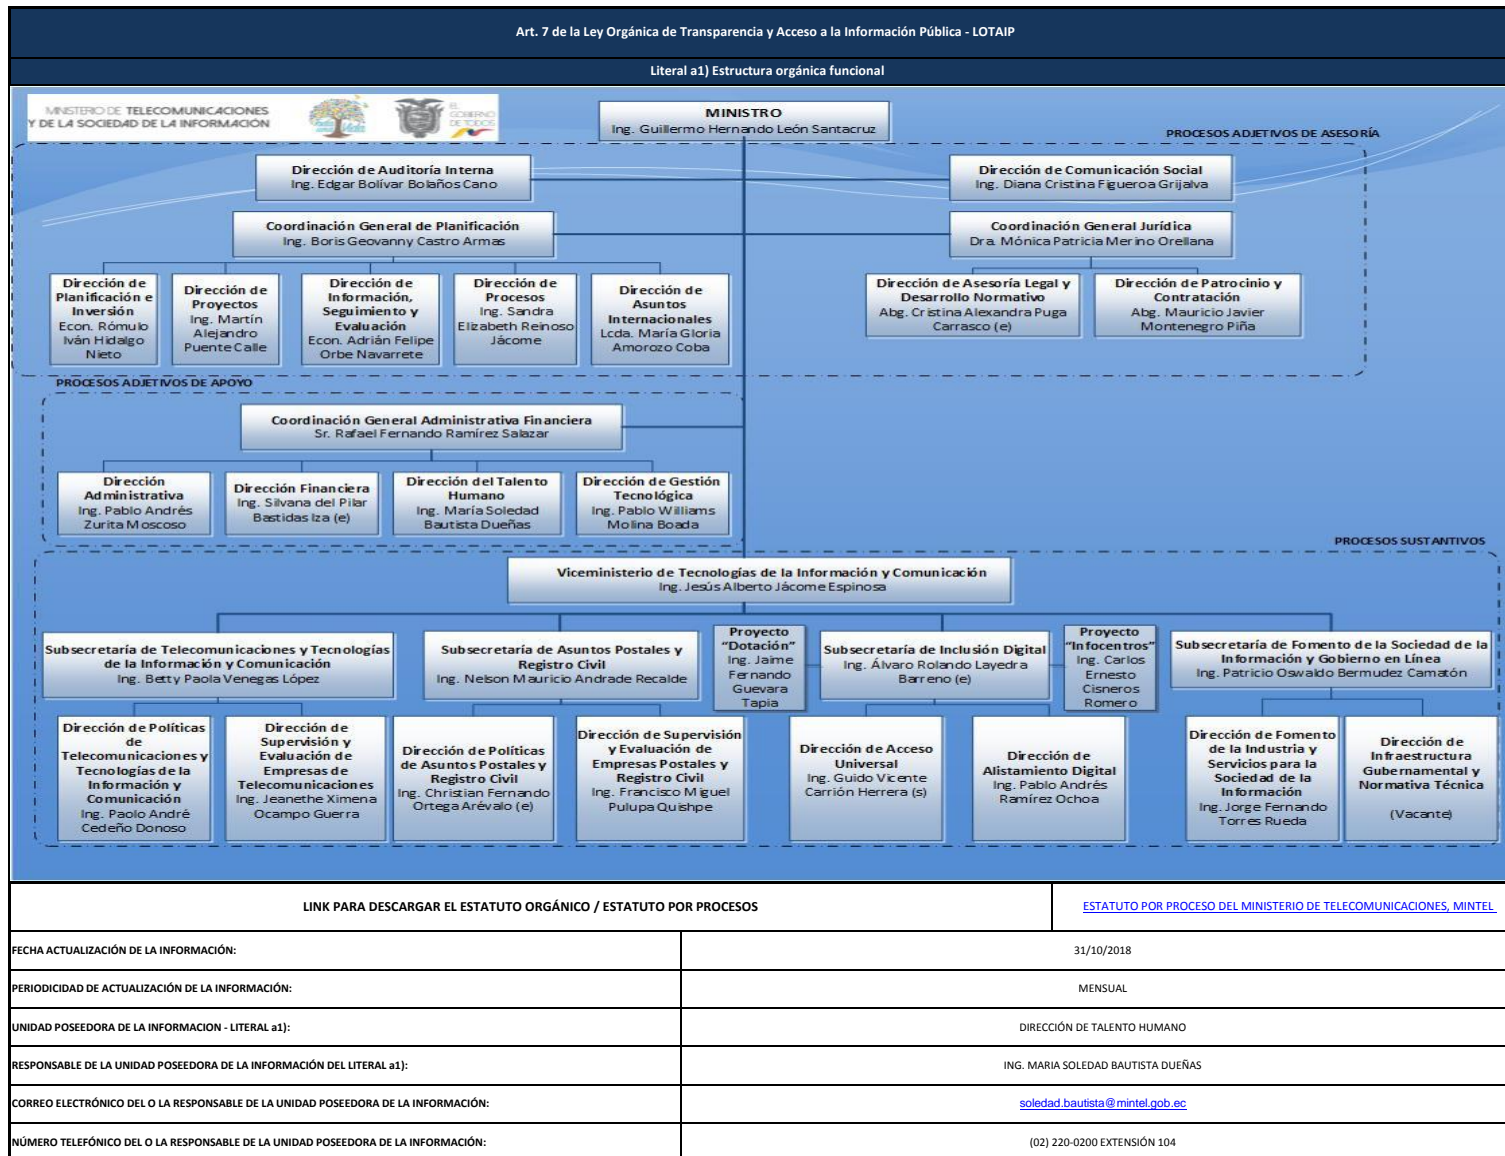 Art. 7 de la Ley Orgánica de Transparencia y Acceso a la Información Pública - LOTAIP
Literal a1) Estructura orgánica funcional
MINISTERIO DE TELECOMUNICACIONES
Y DE LA SOCIEDAD DE LA INFORMACIÓN
EL
GOBIERNO
DE TODOS
MINISTRO
Ing. Guillermo Hernando León Santacruz
PROCESOS ADJETIVOS DE ASESORÍA
Dirección de Auditoría Interna
Ing. Edgar Bolívar Bolaños Cano
Dirección de Comunicación Social
Ing. Diana Cristina Figueroa Grijalva
Coordinación General de Planificación
Ing. Boris Geovanny Castro Armas
Coordinación General Jurídica
Dra. Mónica Patricia Merino Orellana
Dirección de
Planificación e
Inversión
Econ. Rómulo
Iván Hidalgo
Nieto
Dirección de
Proyectos
Ing. Martín
Alejandro
Puente Calle
Dirección de
Información,
Seguimiento y
Evaluación
Econ. Adrián Felipe
Orbe Navarrete
Dirección de
Procesos
Ing. Sandra
Elizabeth Reinoso
Jácome
Dirección de
Asuntos
Internacionales
Lcda. María Gloria
Amorozo Coba
Dirección de Asesoría Legal y
Desarrollo Normativo
Abg. Cristina Alexandra Puga
Carrasco (e)
Dirección de Patrocinio y
Contratación
Abg. Mauricio Javier
Montenegro Piña
PROCESOS ADJETIVOS DE APOYO
Coordinación General Administrativa Financiera
Sr. Rafael Fernando Ramírez Salazar
Dirección
Administrativa
Ing. Pablo Andrés
Zurita Moscoso
Dirección Financiera
Ing. Silvana del Pilar
Bastidas Iza (e)
Dirección del Talento
Humano
Ing. María Soledad
Bautista Dueñas
Dirección de Gestión
Tecnológica
Ing. Pablo Williams
Molina Boada
PROCESOS SUSTANTIVOS
Viceministerio de Tecnologías de la Información y Comunicación
Ing. Jesús Alberto Jácome Espinosa
Subsecretaría de Telecomunicaciones y Tecnologías
de la Información y Comunicación
Ing. Betty Paola Venegas López
Subsecretaría de Asuntos Postales y
Registro Civil
Ing. Nelson Mauricio Andrade Recalde
Proyecto
“Dotación”
Ing. Jaime
Fernando
Guevara
Tapia
Subsecretaría de Inclusión Digital
Ing. Álvaro Rolando Layedra
Barreno (e)
Proyecto
“Infocentros”
Ing. Carlos
Ernesto
Cisneros
Romero
Subsecretaría de Fomento de la Sociedad de la
Información y Gobierno en Línea
Ing. Patricio Oswaldo Bermudez Camatón
Dirección de Políticas
de
Telecomunicaciones y
Tecnologías de la
Información y
Comunicación
Ing. Paolo André
Cedeño Donoso
Dirección de
Supervisión y
Evaluación de
Empresas de
Telecomunicaciones
Ing. Jeanethe Ximena
Ocampo Guerra
Dirección de Políticas
de Asuntos Postales y
Registro Civil
Ing. Christian Fernando
Ortega Arévalo (e)
Dirección de Supervisión
y Evaluación de
Empresas Postales y
Registro Civil
Ing. Francisco Miguel
Pulupa Quishpe
Dirección de Acceso
Universal
Ing. Guido Vicente
Carrión Herrera (s)
Dirección de
Alistamiento Digital
Ing. Pablo Andrés
Ramírez Ochoa
Dirección de Fomento
de la Industria y
Servicios para la
Sociedad de la
Información
Ing. Jorge Fernando
Torres Rueda
Dirección de
Infraestructura
Gubernamental y
Normativa Técnica
(Vacante)
LINK PARA DESCARGAR EL ESTATUTO ORGÁNICO / ESTATUTO POR PROCESOS
ESTATUTO POR PROCESO DEL MINISTERIO DE TELECOMUNICACIONES, MINTEL
FECHA ACTUALIZACIÓN DE LA INFORMACIÓN:
31/10/2018
PERIODICIDAD DE ACTUALIZACIÓN DE LA INFORMACIÓN:
MENSUAL
UNIDAD POSEEDORA DE LA INFORMACION - LITERAL a1):
DIRECCIÓN DE TALENTO HUMANO
RESPONSABLE DE LA UNIDAD POSEEDORA DE LA INFORMACIÓN DEL LITERAL a1):
ING. MARIA SOLEDAD BAUTISTA DUEÑAS
CORREO ELECTRÓNICO DEL O LA RESPONSABLE DE LA UNIDAD POSEEDORA DE LA INFORMACIÓN:
soledad.bautista@mintel.gob.ec
NÚMERO TELEFÓNICO DEL O LA RESPONSABLE DE LA UNIDAD POSEEDORA DE LA INFORMACIÓN:
(02) 220-0200 EXTENSIÓN 104